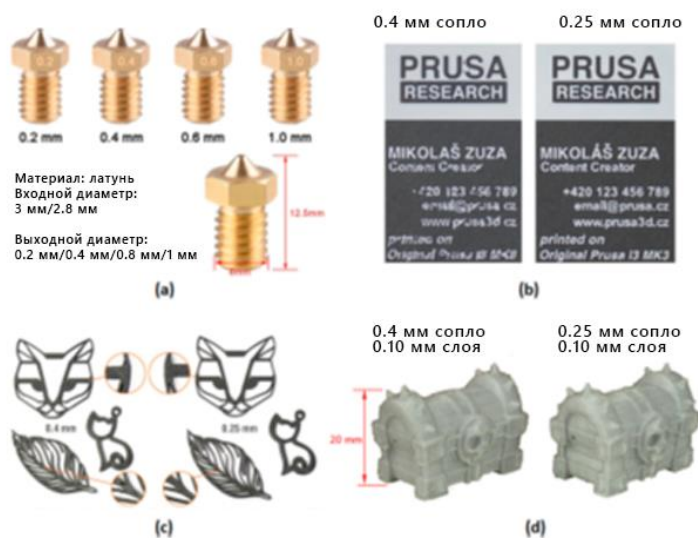 0.2
0.4
0.6
1.0
0.2 mm
0.4 mm
0.6 mm
1.0 mm
Материал: латунь
Входной диаметр:
3 мм/2.8 мм
Выходной диаметр:
0.2 мм/0.4 мм/0.8 мм/1 мм
12.5mm
(a)
0.4 мм сопло
PRUSA
RESEARCH
MIKOLAŠ ZUZA
Content Creator
+420 123 456 789
email@prusa.cz
www.prusa3d.cz
printed on
Original Prusa i3 MK3
0.25 мм сопло
PRUSA
RESEARCH
MIKOLÁŠ ZUZA
Content Creator
+420 123 456 789
email@prusa.cz
www.prusa3d.cz
printed on
Original Prusa i3 MK3
(b)
0.4 mm
0.25 mm
(c)
0.4 мм сопло
0.10 мм слоя
0.25 мм сопло
0.10 мм слоя
20 mm
(d)